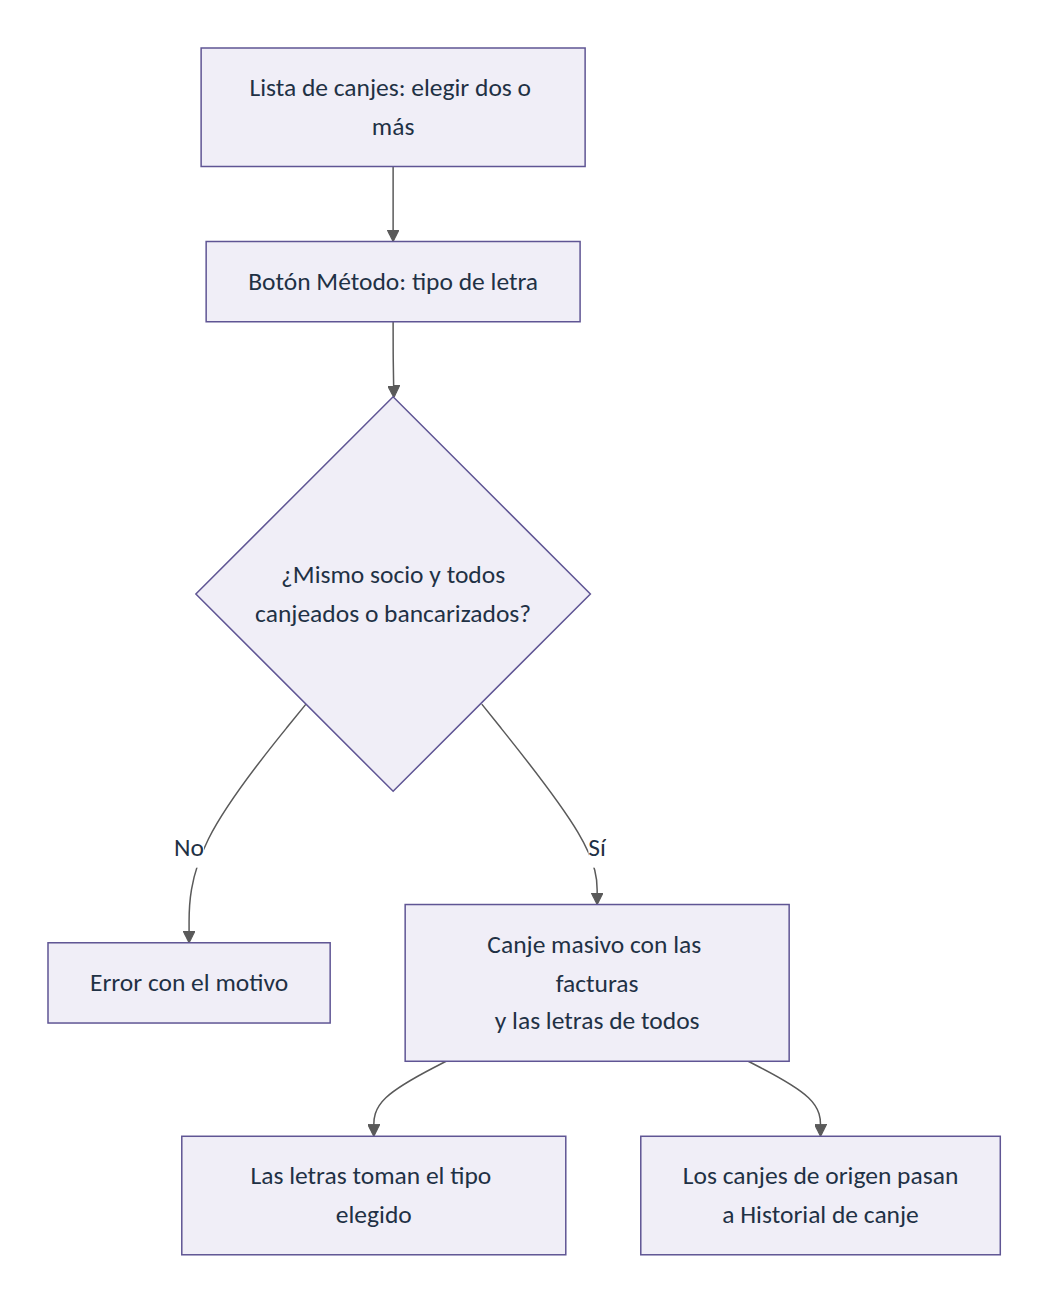 Lista de canjes: elegir dos o
más
Botón Método: tipo de letra
¿Mismo socio y todos
canjeados o bancarizados?
No
Sí
Error con el motivo
Canje masivo con las
facturas
y las letras de todos
Las letras toman el tipo
elegido
Los canjes de origen pasan
a Historial de canje